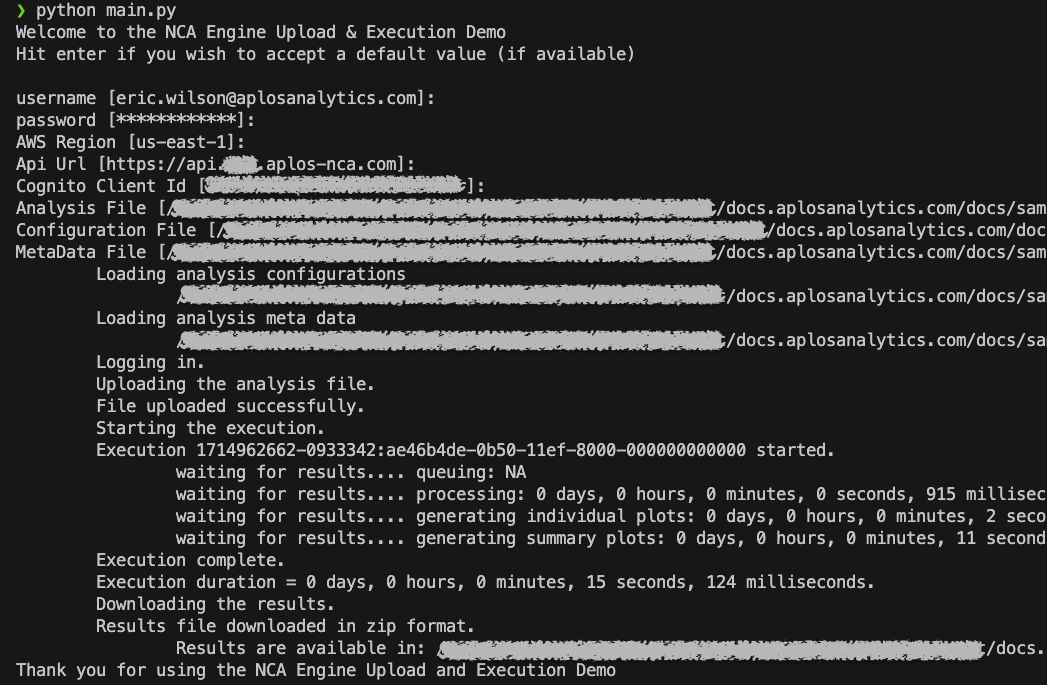 ❯ python main.py
Welcome to the NCA Engine Upload & Execution Demo
Hit enter if you wish to accept a default value (if available)
username [eric.wilson@aplosanalytics.com]:
password [************]:
AWS Region [us-east-1]:
Api Url [https://api. .aplos-nca.com]:
Cognito Client Id [ ]:
Analysis File [/ /docs.aplosanalytics.com/docs/sam
Configuration File [/ /docs.aplosanalytics.com/doc
MetaData File [/ /docs.aplosanalytics.com/docs/sam
Loading analysis configurations
/ /docs.aplosanalytics.com/docs/sa
Loading analysis meta data
/ /docs.aplosanalytics.com/docs/sa
Logging in.
Uploading the analysis file.
File uploaded successfully.
Starting the execution.
Execution 1714962662-0933342:ae46b4de-0b50-11ef-8000-000000000000 started.
waiting for results.... queuing: NA
waiting for results.... processing: 0 days, 0 hours, 0 minutes, 0 seconds, 915 millisec
waiting for results.... generating individual plots: 0 days, 0 hours, 0 minutes, 2 seco
waiting for results.... generating summary plots: 0 days, 0 hours, 0 minutes, 11 second
Execution complete.
Execution duration = 0 days, 0 hours, 0 minutes, 15 seconds, 124 milliseconds.
Downloading the results.
Results file downloaded in zip format.
Results are available in: / /docs.
Thank you for using the NCA Engine Upload and Execution Demo